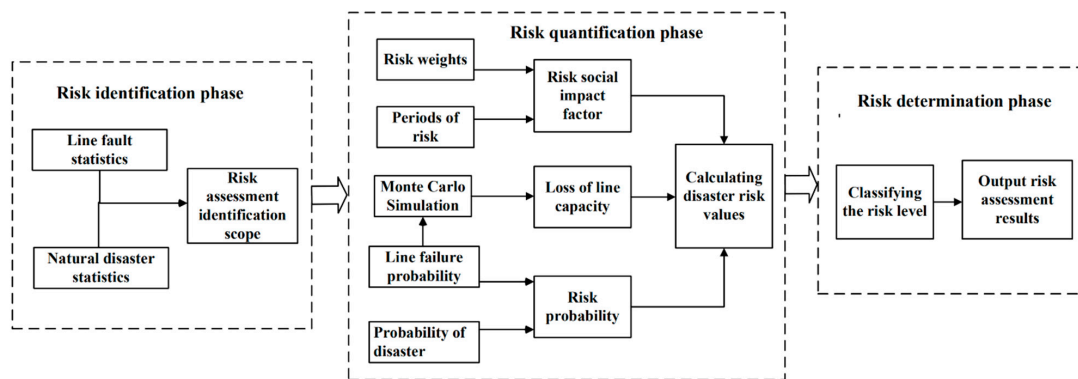 Risk identification phase
Line fault
statistics
Natural disaster
statistics
Risk
assessment
identification
scope
Risk quantification phase
Risk weights
Periods of
risk
Risk social
impact
factor
Monte Carlo
Simulation
Loss of line
capacity
Line failure
probability
Probability of
disaster
Risk
probability
Calculating
disaster risk
values
Risk determination phase
Classifying
the risk level
Output risk
assessment
results